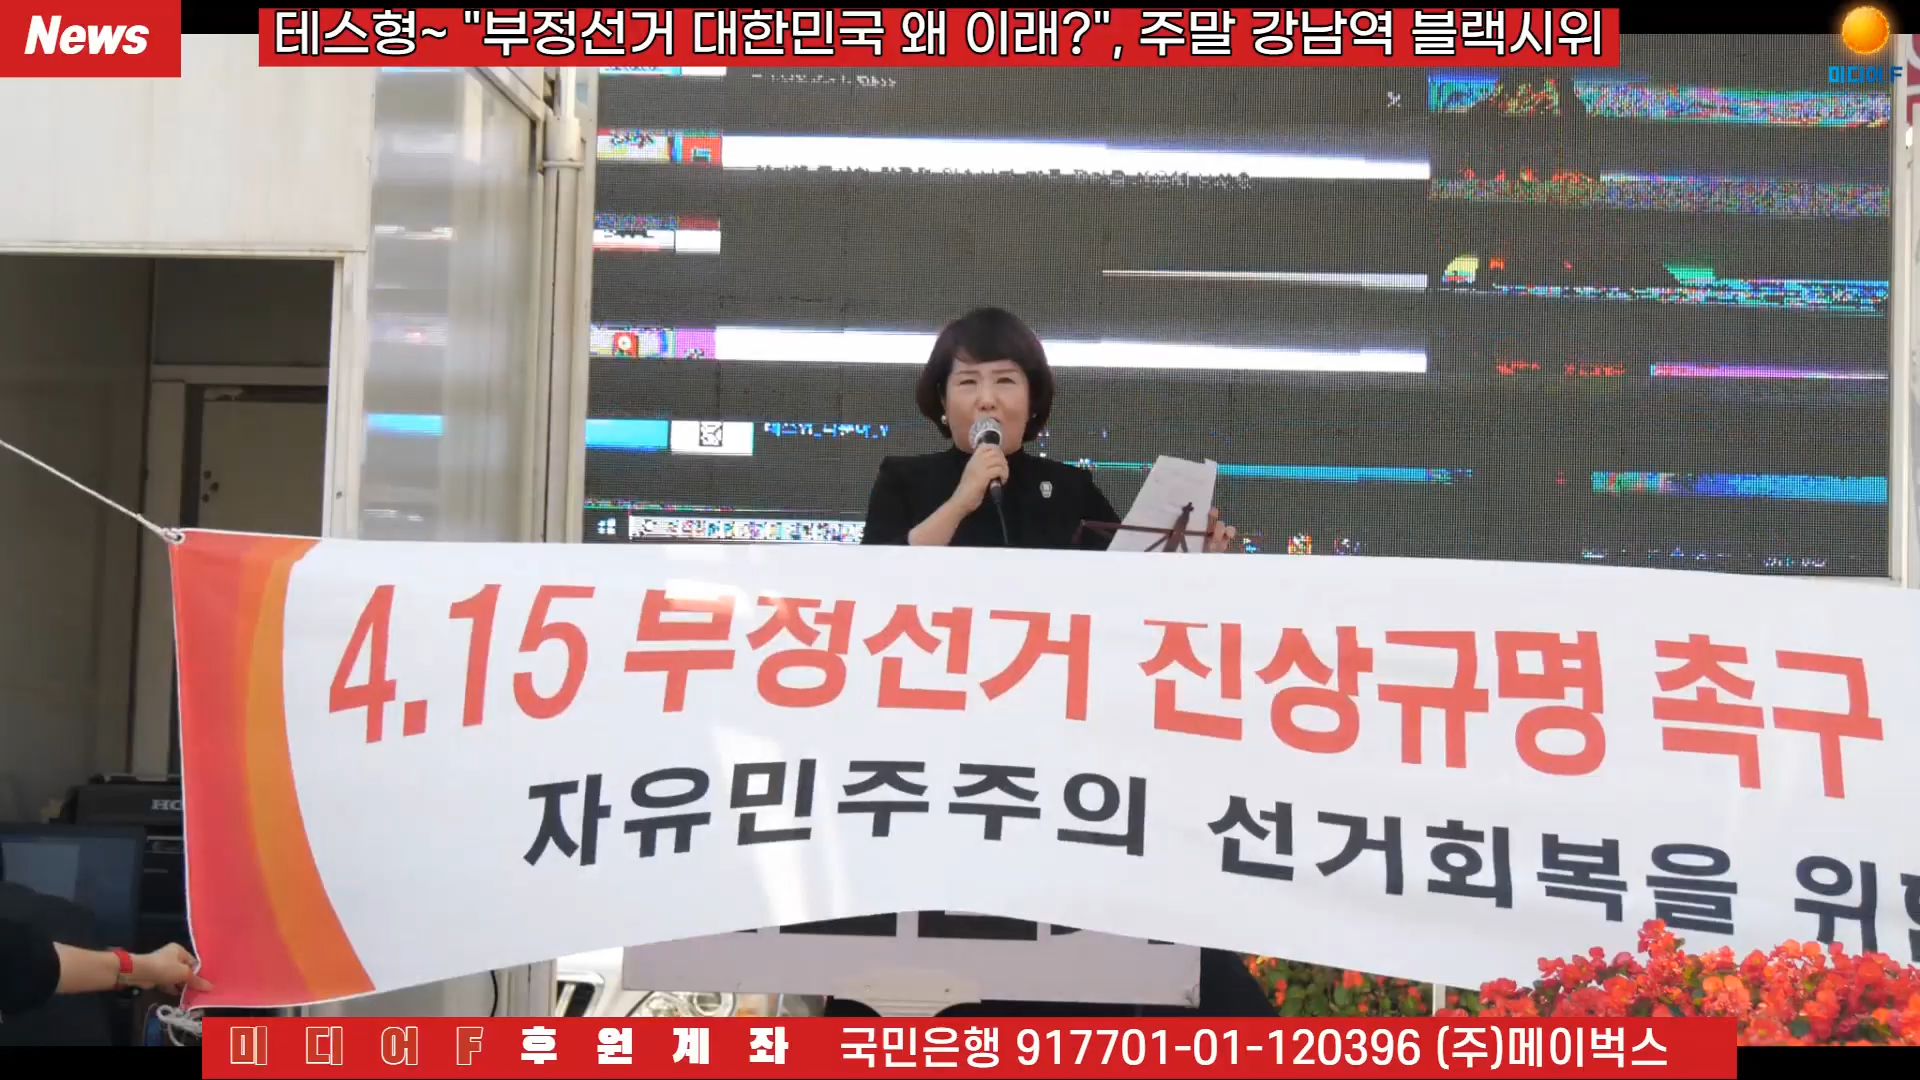 News
테스형~ "부정선거 대한민국 왜 이래?", 주말 강남역 블랙시위
미디어 F
4.15 부정선거 진상규명 촉구
자유민주주의 선거회복을 위한
미디어F 후원계좌 국민은행 917701-01-120396 (주)메이벅스